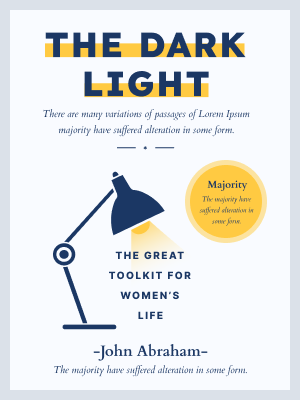 THE DARK
LIGHT
There are many variations of passages of Lorem Ipsum
majority have suffered alteration in some form.
Majority
The majority have
suffered alteration in
some form.
THE GREAT
TOOLKIT FOR
WOMEN'S
LIFE
-John Abraham-
The majority have suffered alteration in some form.